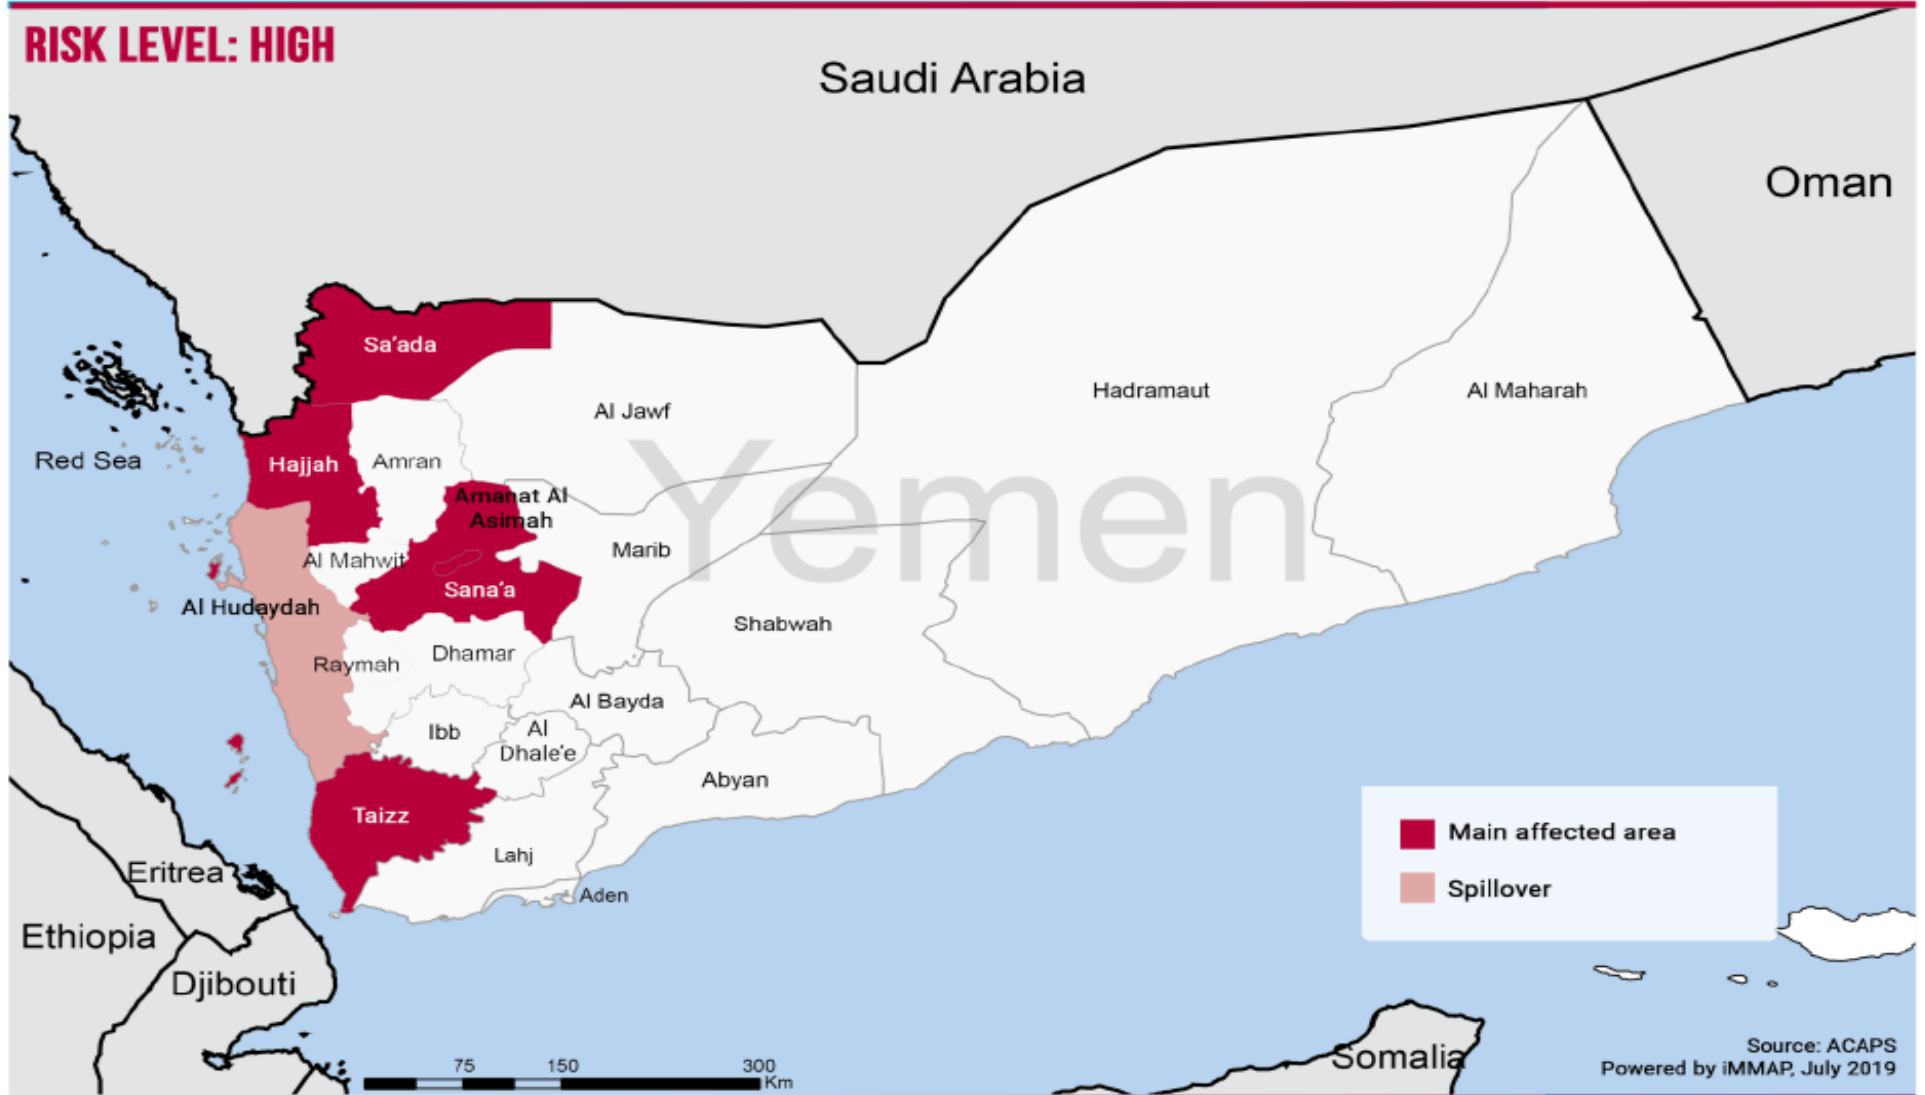 RISK LEVEL: HIGH
Saudi Arabia
Oman
Sa'ada
Al Jawf
Hadramaut
Al Maharah
Red Sea
Hajjah
Amran
Yemen
Amanat Al
Asimah
Al Mahwit
Marib
Sana'a
Al Hudaydah
Shabwah
Raymah
Dhamar
Al Bayda
Ibb
Al
Dhale'e
Abyan
Taizz
Lahj
Aden
Main affected area
Spillover
Eritrea
Ethiopia
Djibouti
Somalia
75 150 300
Km
Source: ACAPS
Powered by iMMAP, July 2019